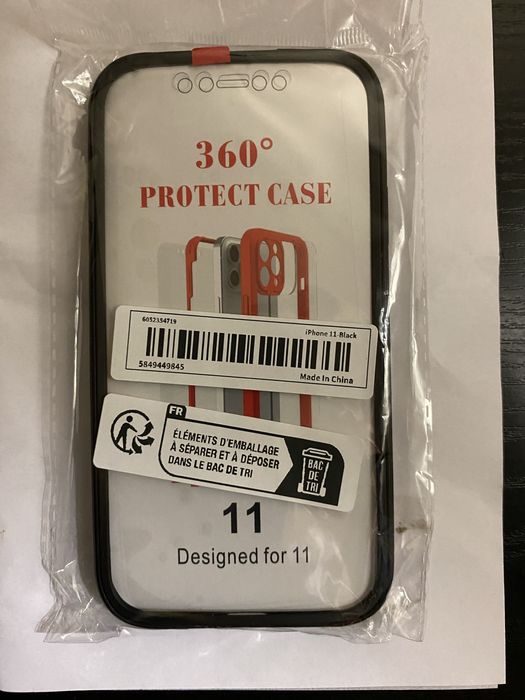 360°
PROTECT CASE
6052354719
iPhone 11-Black
5849449845
Made In China
FR
ÉLÉMENTS D'EMBALLAGE
À SÉPARER ET À DÉPOSER
DANS LE BAC DE TRI
BAC
DE
TRI
11
Designed for 11